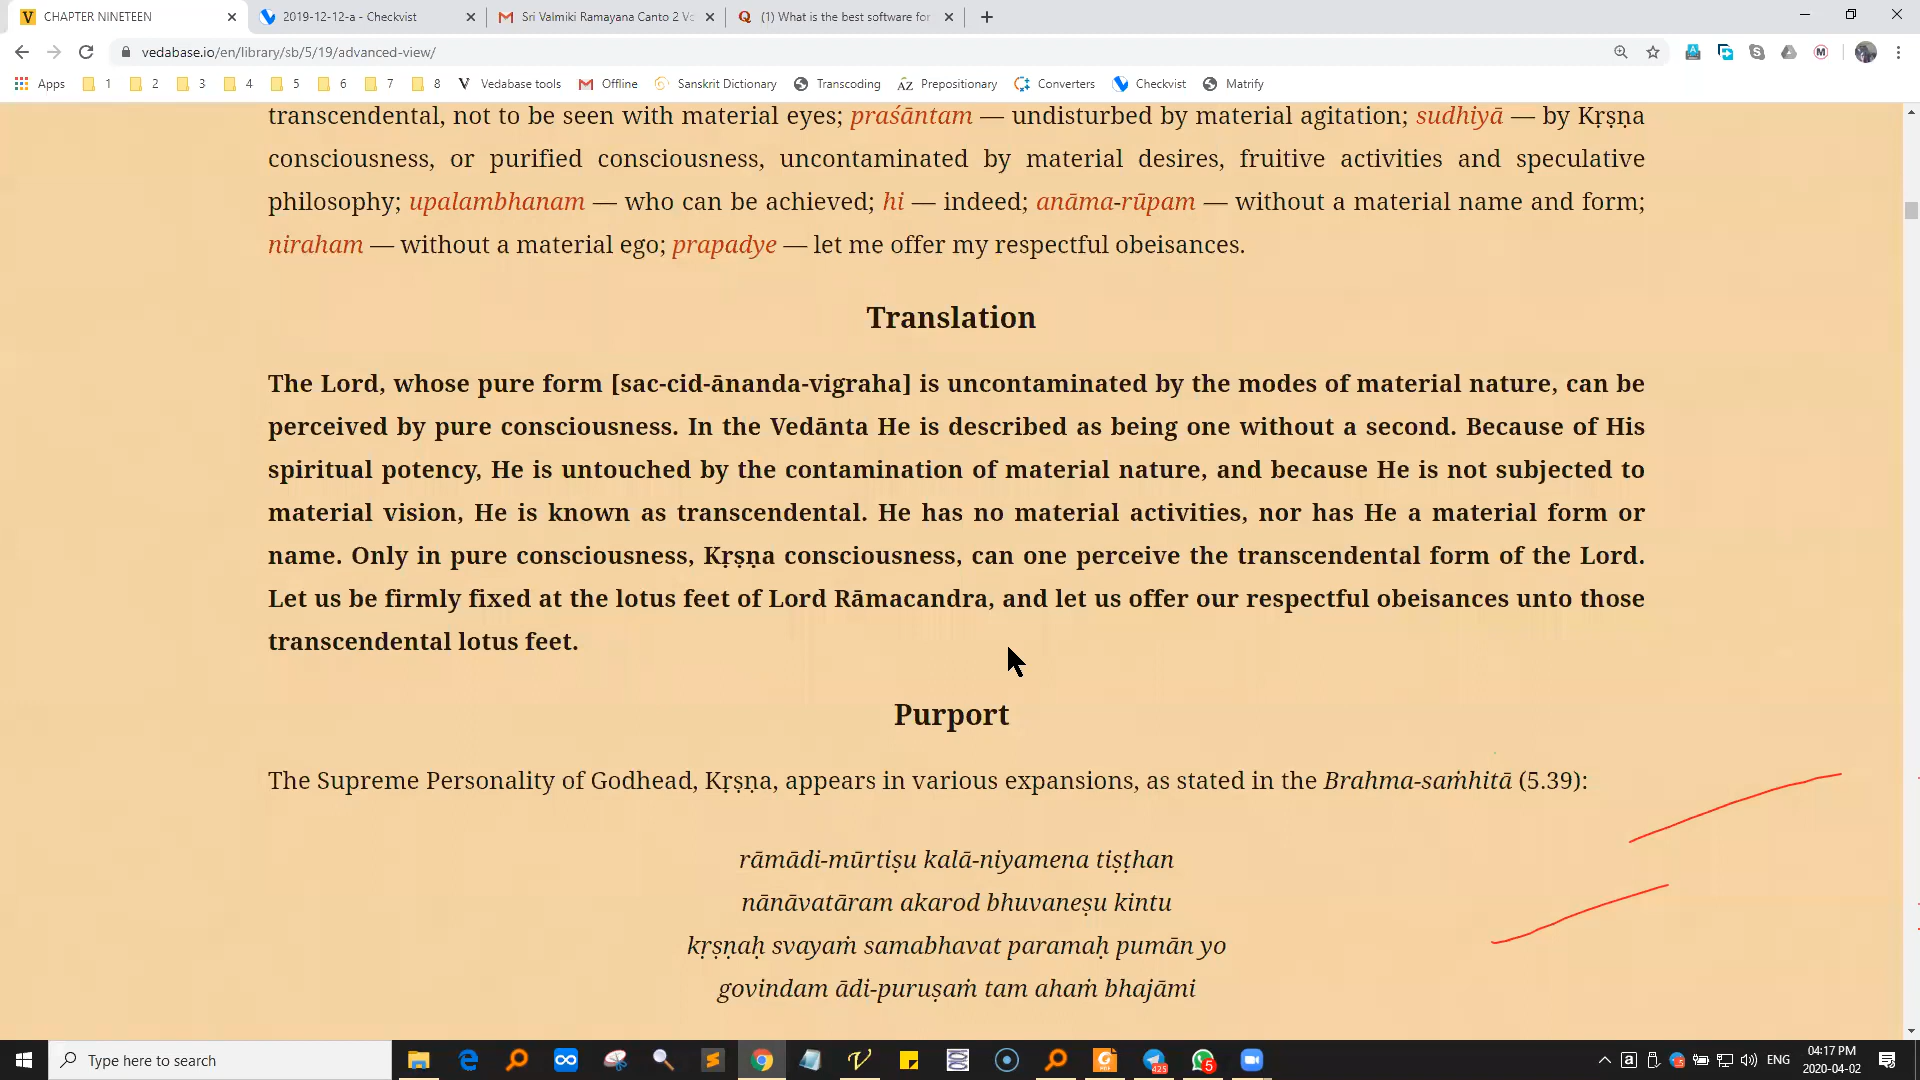 CHAPTER NINETEEN
2019-12-12-a - Checkvist
Sri Valmiki Ramayana Canto 2 Vo
(1) What is the best software for
vedabase.io/en/library/sb/5/19/advanced-view/
Apps 1 2 3 4 5 6 7 8 Vedabase tools Offline Sanskrit Dictionary Transcoding Prepositionary Converters Checkvist Matrify
transcendental, not to be seen with material eyes; praśāntam — undisturbed by material agitation; sudhiyā — by Kṛṣṇa
consciousness, or purified consciousness, uncontaminated by material desires, fruitive activities and speculative
philosophy; upalambhanam — who can be achieved; hi — indeed; anāma-rūpam — without a material name and form;
niraham — without a material ego; prapadye — let me offer my respectful obeisances.
Translation
The Lord, whose pure form [sac-cid-ānanda-vigraha] is uncontaminated by the modes of material nature, can be
perceived by pure consciousness. In the Vedānta He is described as being one without a second. Because of His
spiritual potency, He is untouched by the contamination of material nature, and because He is not subjected to
material vision, He is known as transcendental. He has no material activities, nor has He a material form or
name. Only in pure consciousness, Kṛṣṇa consciousness, can one perceive the transcendental form of the Lord.
Let us be firmly fixed at the lotus feet of Lord Rāmacandra, and let us offer our respectful obeisances unto those
transcendental lotus feet.
Purport
The Supreme Personality of Godhead, Kṛṣṇa, appears in various expansions, as stated in the Brahma-saṁhitā (5.39):
rāmādi-mūrtiṣu kalā-niyamena tiṣṭhan
nānāvatāram akarod bhuvaneṣu kintu
kṛṣṇaḥ svayaṁ samabhavat paramaḥ pumān yo
govindam ādi-puruṣaṁ tam ahaṁ bhajāmi
Type here to search
425
5
ENG
04:17 PM
2020-04-02